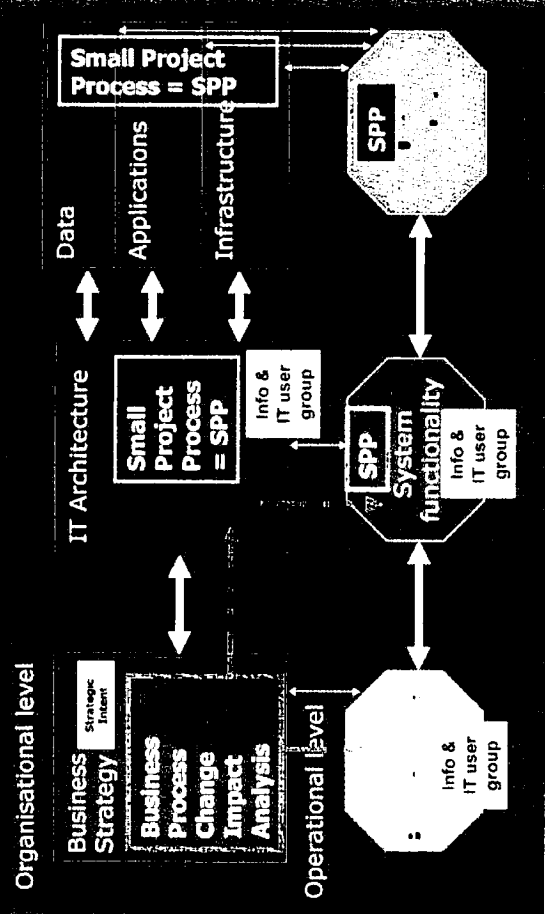 Organisational level
Business
Strategy
Strategic
Intent
Business
Process
Change
Impact
Analysis
IT Architecture
Small
Project
Process
= SPP
Info &
IT user
group
Data
Applications
Infrastructure
Small Project
Process = SPP
Operational level
Info &
IT user
group
SPP
System
functionality
Info &
IT user
group
SPP